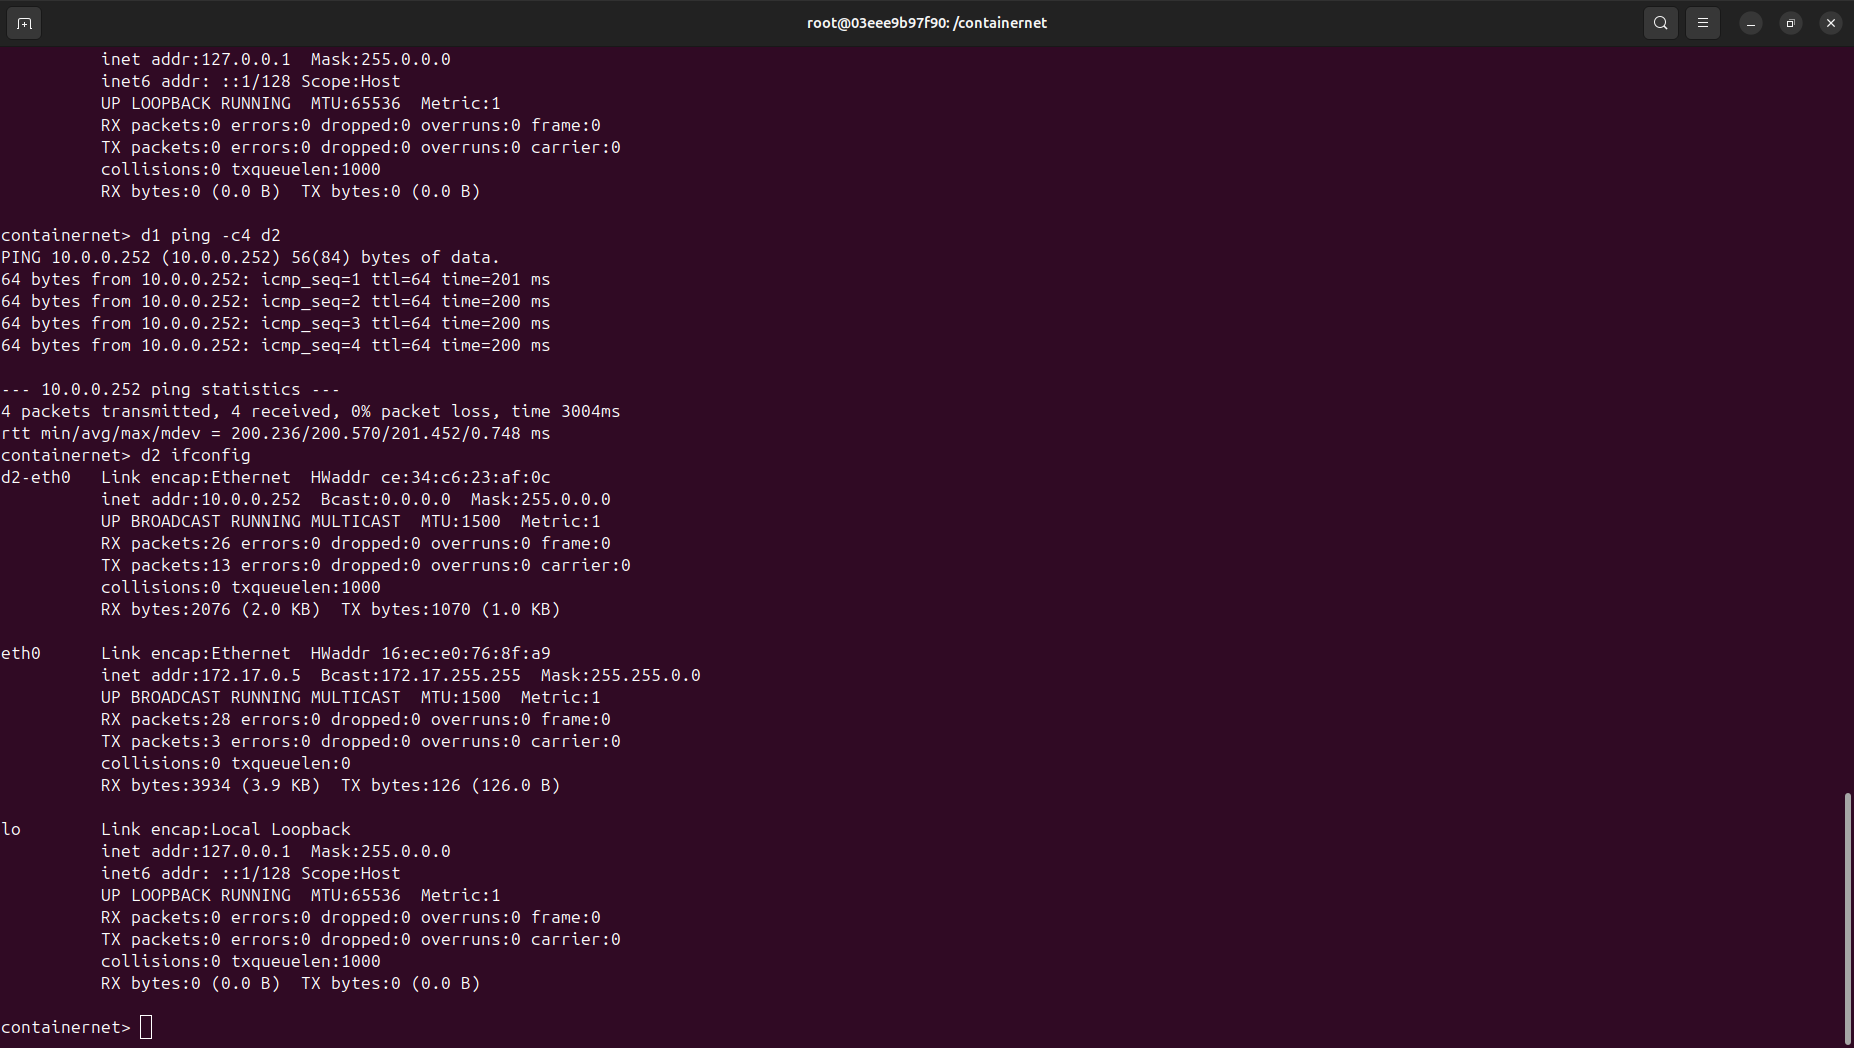 root@03eee9b97f90: /containernet
inet addr:127.0.0.1  Mask:255.0.0.0
inet6 addr: ::1/128 Scope:Host
UP LOOPBACK RUNNING  MTU:65536  Metric:1
RX packets:0 errors:0 dropped:0 overruns:0 frame:0
TX packets:0 errors:0 dropped:0 overruns:0 carrier:0
collisions:0 txqueuelen:1000
RX bytes:0 (0.0 B)  TX bytes:0 (0.0 B)
containernet> d1 ping -c4 d2
PING 10.0.0.252 (10.0.0.252) 56(84) bytes of data.
64 bytes from 10.0.0.252: icmp_seq=1 ttl=64 time=201 ms
64 bytes from 10.0.0.252: icmp_seq=2 ttl=64 time=200 ms
64 bytes from 10.0.0.252: icmp_seq=3 ttl=64 time=200 ms
64 bytes from 10.0.0.252: icmp_seq=4 ttl=64 time=200 ms
--- 10.0.0.252 ping statistics ---
4 packets transmitted, 4 received, 0% packet loss, time 3004ms
rtt min/avg/max/mdev = 200.236/200.570/201.452/0.748 ms
containernet> d2 ifconfig
d2-eth0   Link encap:Ethernet  HWaddr ce:34:c6:23:af:0c
inet addr:10.0.0.252  Bcast:0.0.0.0  Mask:255.0.0.0
UP BROADCAST RUNNING MULTICAST  MTU:1500  Metric:1
RX packets:26 errors:0 dropped:0 overruns:0 frame:0
TX packets:13 errors:0 dropped:0 overruns:0 carrier:0
collisions:0 txqueuelen:1000
RX bytes:2076 (2.0 KB)  TX bytes:1070 (1.0 KB)
eth0      Link encap:Ethernet  HWaddr 16:ec:e0:76:8f:a9
inet addr:172.17.0.5  Bcast:172.17.255.255  Mask:255.255.0.0
UP BROADCAST RUNNING MULTICAST  MTU:1500  Metric:1
RX packets:28 errors:0 dropped:0 overruns:0 frame:0
TX packets:3 errors:0 dropped:0 overruns:0 carrier:0
collisions:0 txqueuelen:0
RX bytes:3934 (3.9 KB)  TX bytes:126 (126.0 B)
lo        Link encap:Local Loopback
inet addr:127.0.0.1  Mask:255.0.0.0
inet6 addr: ::1/128 Scope:Host
UP LOOPBACK RUNNING  MTU:65536  Metric:1
RX packets:0 errors:0 dropped:0 overruns:0 frame:0
TX packets:0 errors:0 dropped:0 overruns:0 carrier:0
collisions:0 txqueuelen:1000
RX bytes:0 (0.0 B)  TX bytes:0 (0.0 B)
containernet>